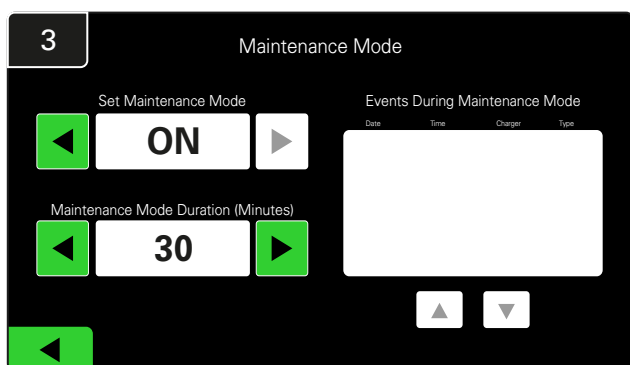 3
Maintenance Mode
Set Maintenance Mode
ON
Maintenance Mode Duration (Minutes)
30
Events During Maintenance Mode
Date Time Charger Type